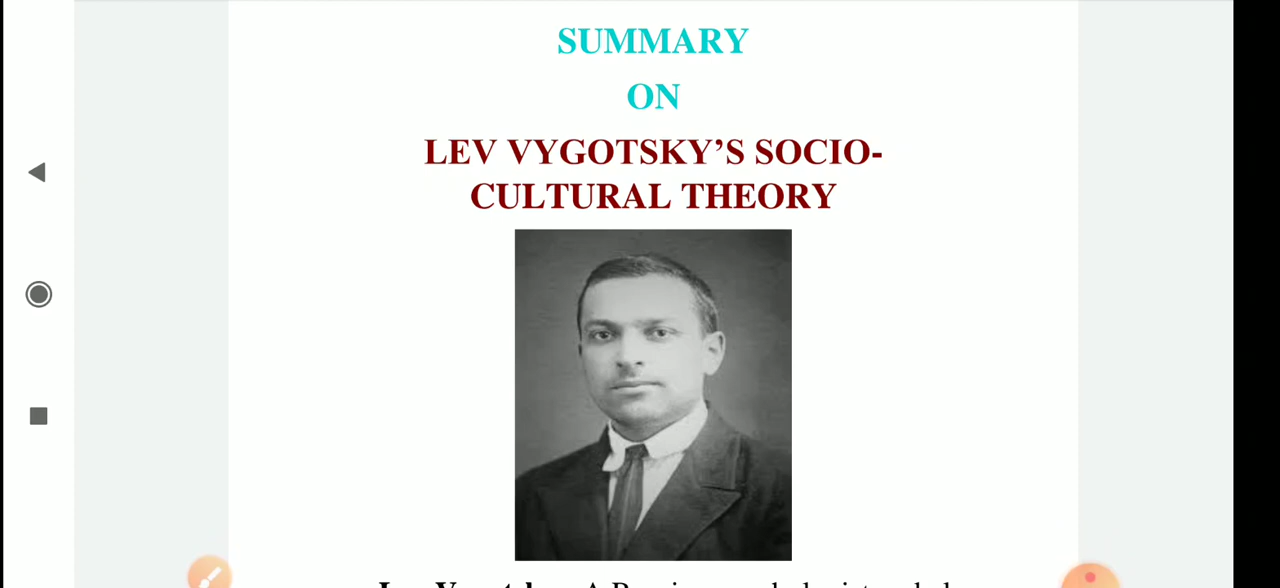 SUMMARY
ON
LEV VYGOTSKY’S SOCIO-
CULTURAL THEORY